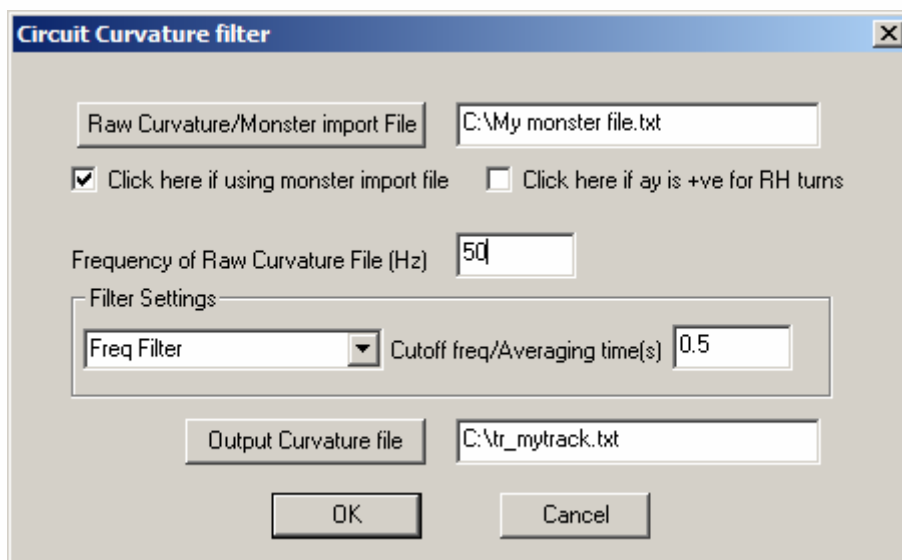 Circuit Curvature filter
Raw Curvature/Monster import File
C:\My monster file.txt
Click here if using monster import file
Click here if ay is +ve for RH turns
Frequency of Raw Curvature File (Hz)
50
Filter Settings
Freq Filter
Cutoff freq/Averaging time(s)
0.5
Output Curvature file
C:\tr_mytrack.txt
OK
Cancel